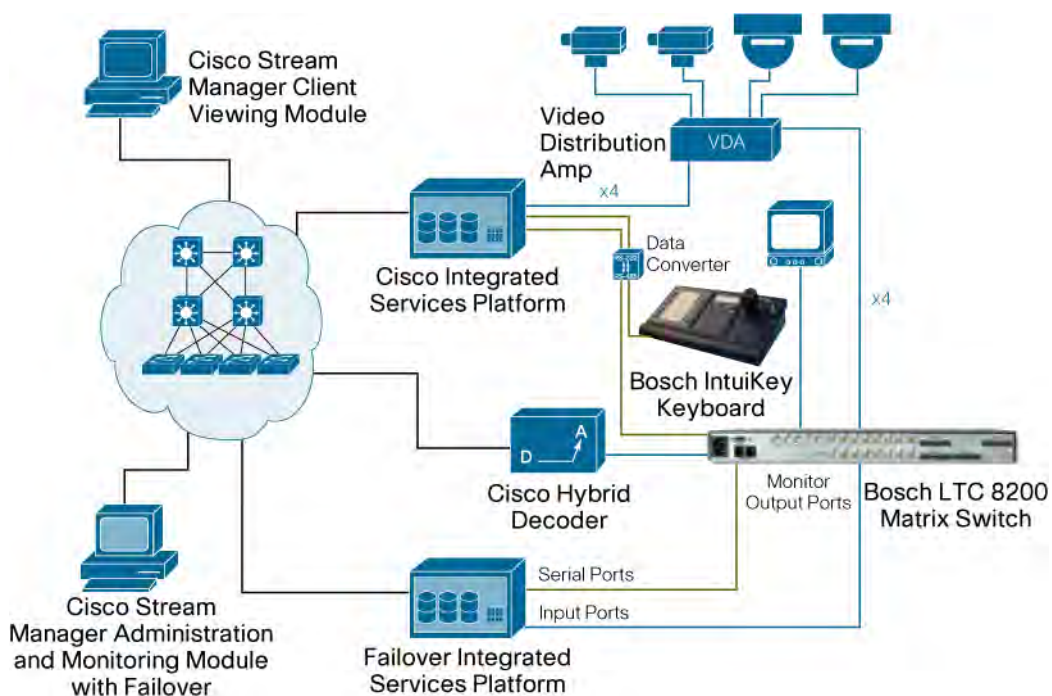 Cisco Stream
Manager Client
Viewing Module
Video
Distribution
Amp
VDA
x4
Cisco Integrated
Services Platform
Data
Converter
x4
Bosch IntuiKey
Keyboard
A
D
Cisco Hybrid
Decoder
Monitor
Output Ports
Bosch LTC 8200
Matrix Switch
Serial Ports
Input Ports
Cisco Stream
Manager Administration
and Monitoring Module
with Failover
Failover Integrated
Services Platform